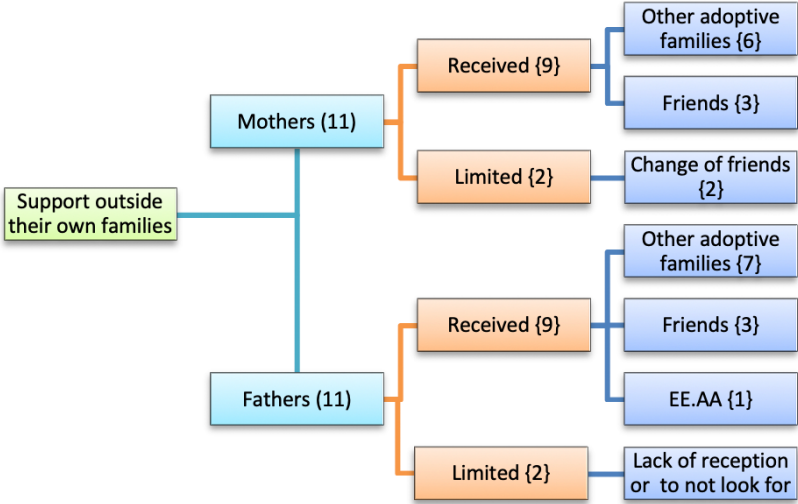 Support outside
their own families
Mothers (11)
Received {9}
Other adoptive
families {6}
Friends {3}
Limited {2}
Change of friends
{2}
Fathers (11)
Received {9}
Other adoptive
families {7}
Friends {3}
EE.AA {1}
Limited {2}
Lack of reception
or to not look for